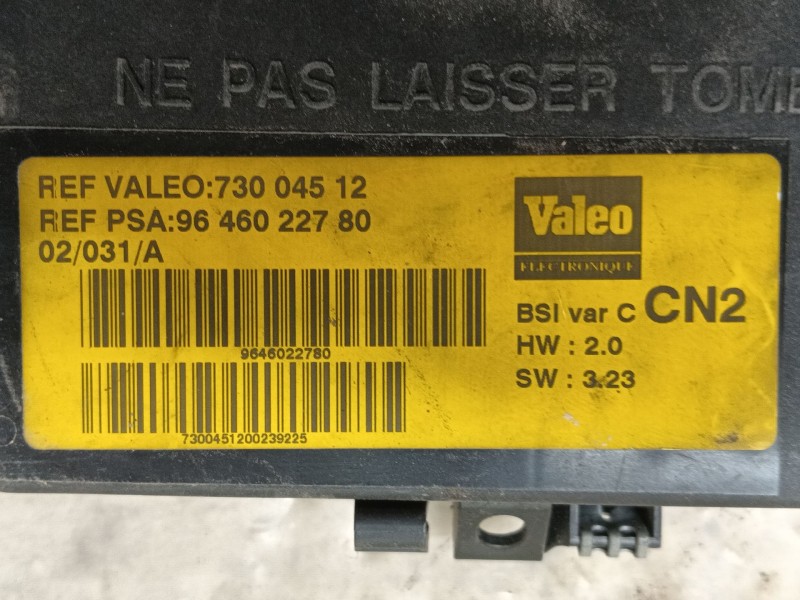 NE PAS LAISSER TOMB
REF VALEO:730 045 12
REF PSA:96 460 227 80
02/031/A
9646022780
7300451200239225
Valeo
ELECTRONIQUE
BSI var C CN2
HW : 2.0
SW : 3.23